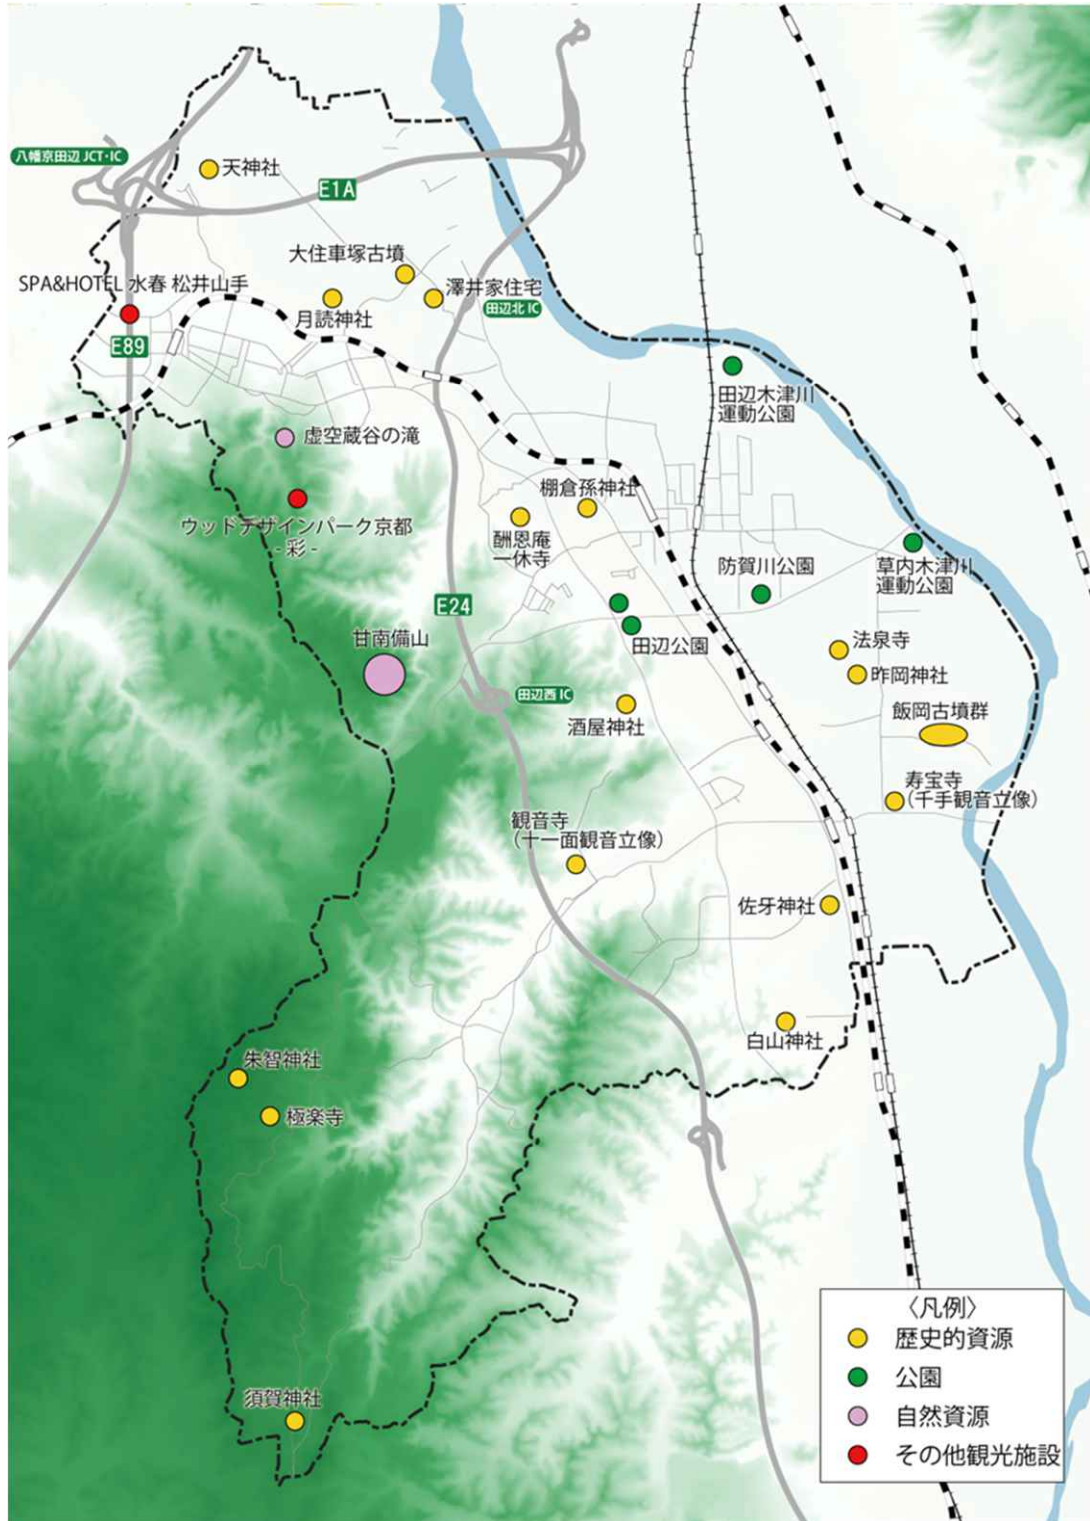 八幡京田辺 JCT・IC
天神社
E1A
大住車塚古墳
SPA&HOTEL 水春 松井山手
澤井家住宅
月読神社
田辺北 IC
E89
田辺木津川
運動公園
虚空蔵谷の滝
棚倉孫神社
ウッドデザインパーク京都
- 彩 -
酬恩庵
一休寺
防賀川公園
草内木津川
運動公園
E24
甘南備山
田辺公園
法泉寺
咋岡神社
田辺西 IC
酒屋神社
飯岡古墳群
寿宝寺
（千手観音立像）
観音寺
（十一面観音立像）
佐牙神社
白山神社
朱智神社
極楽寺
須賀神社
〈凡例〉
歴史的資源
公園
自然資源
その他観光施設